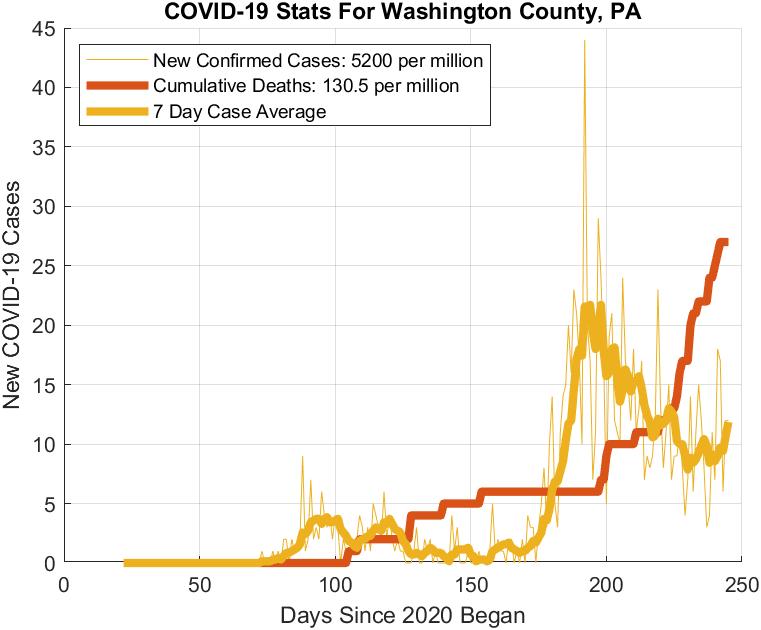 COVID-19 Stats For Washington County, PA
New Confirmed Cases: 5200 per million
Cumulative Deaths: 130.5 per million
7 Day Case Average
New COVID-19 Cases
45
40
35
30
25
20
15
10
5
0
0 50 100 150 200 250
Days Since 2020 Began